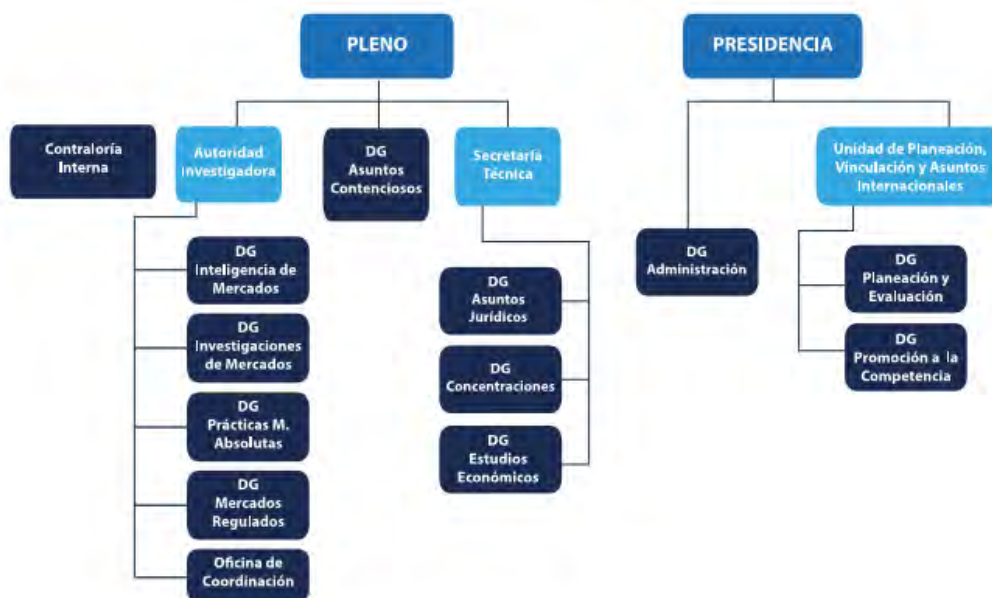 PLENO
PRESIDENCIA
Contraloría
Interna
Autoridad
Investigadora
DG
Asuntos
Contenciosos
Secretaría
Técnica
Unidad de Planeación,
Vinculación y Asuntos
Internacionales
DG
Inteligencia de
Mercados
DG
Investigaciones
de Mercados
DG
Prácticas M.
Absolutas
DG
Mercados
Regulados
Oficina de
Coordinación
DG
Asuntos
Jurídicos
DG
Concentraciones
DG
Estudios
Económicos
DG
Administración
DG
Planeación y
Evaluación
DG
Promoción a la
Competencia